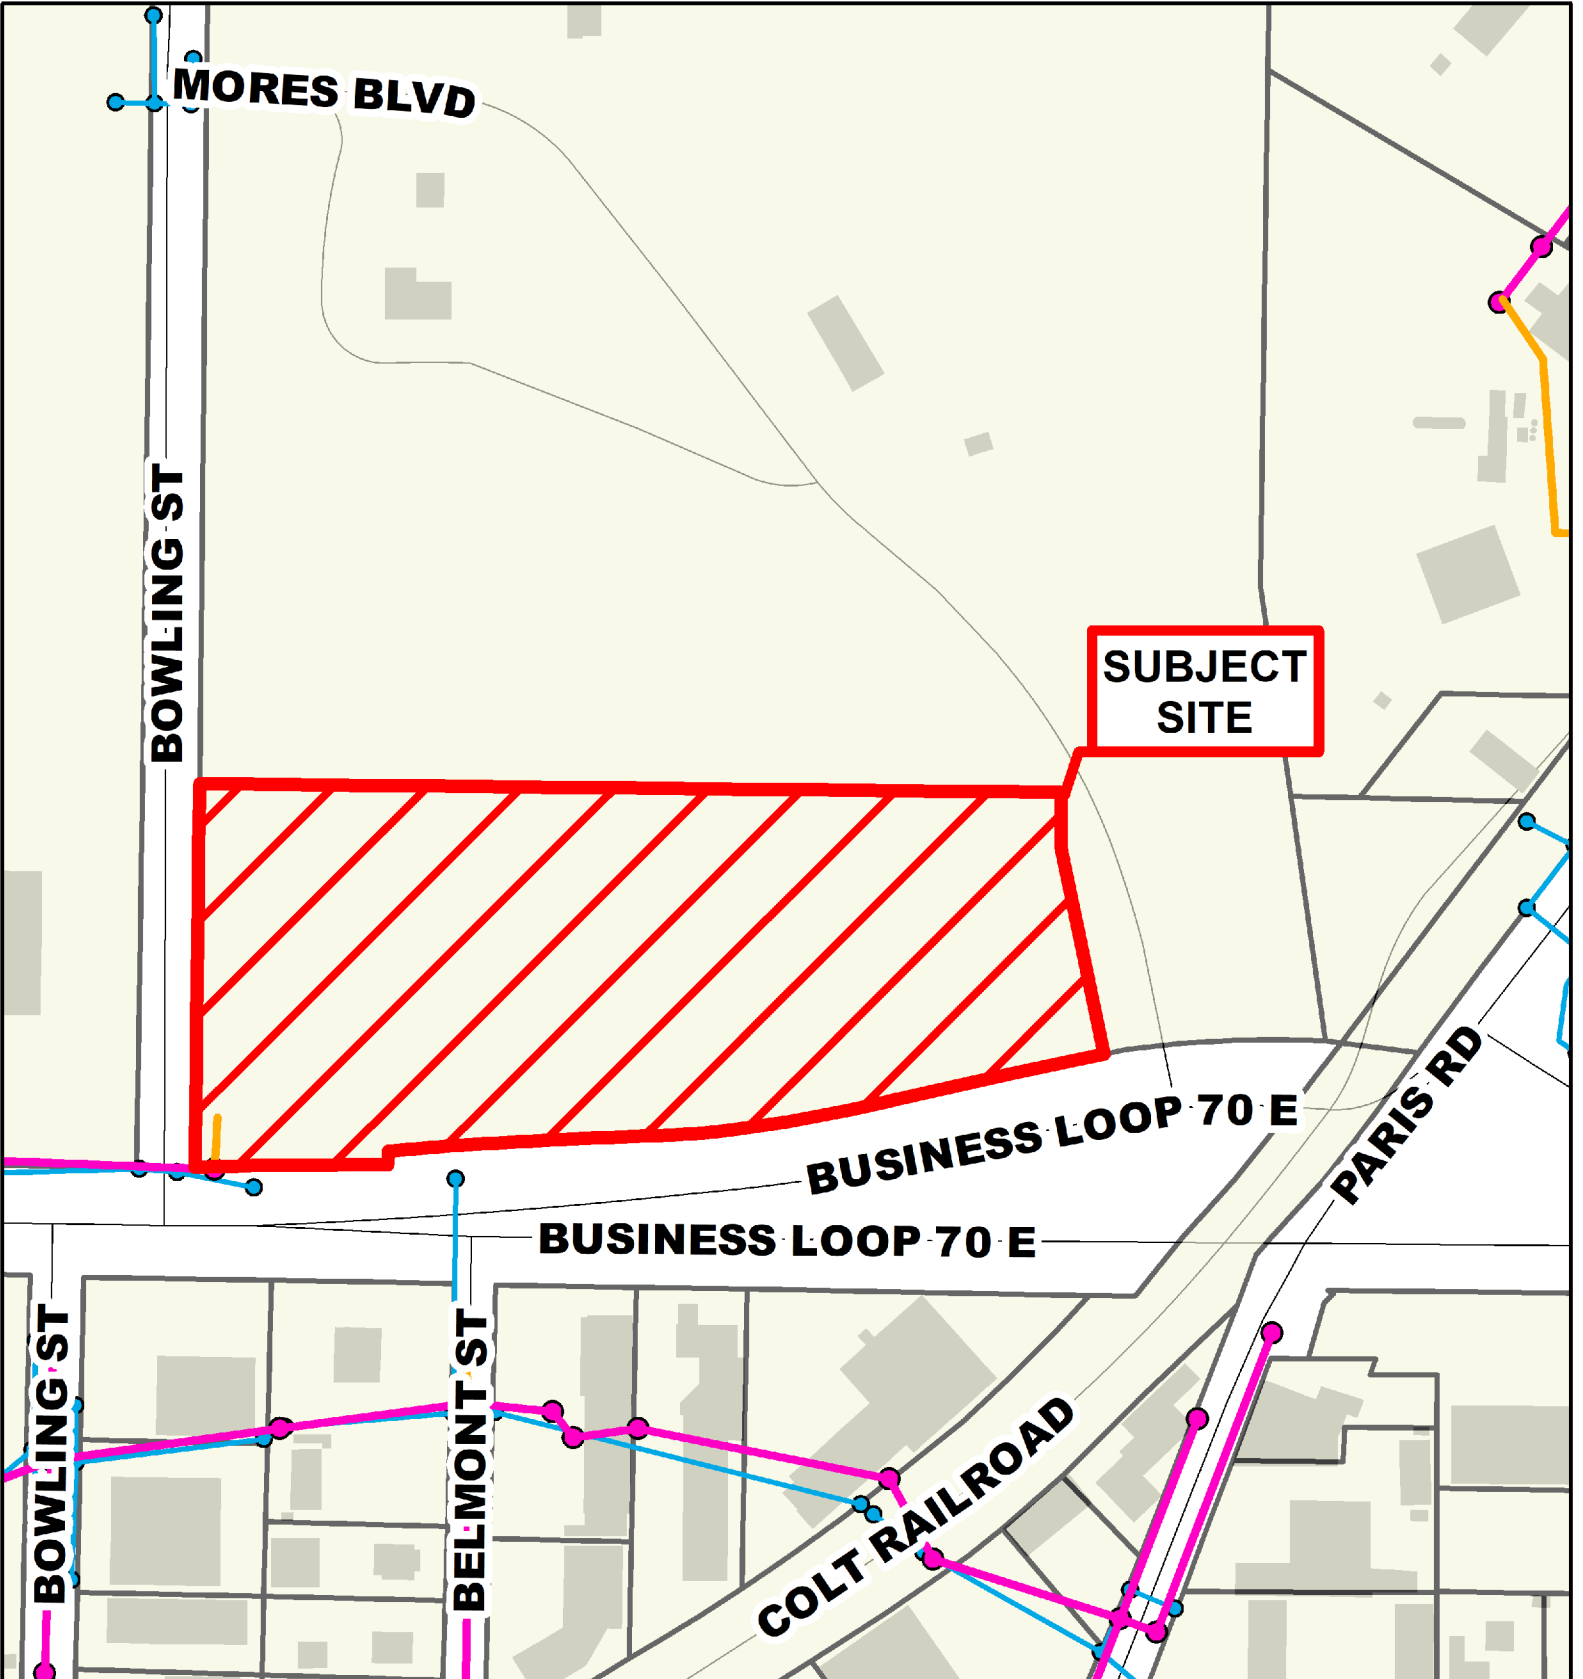 MORES BLVD
BOWLING ST
SUBJECT
SITE
PARIS RD
BUSINESS LOOP 70 E
BUSINESS LOOP 70 E
BOWLING ST
BELMONT ST
COLT RAILROAD